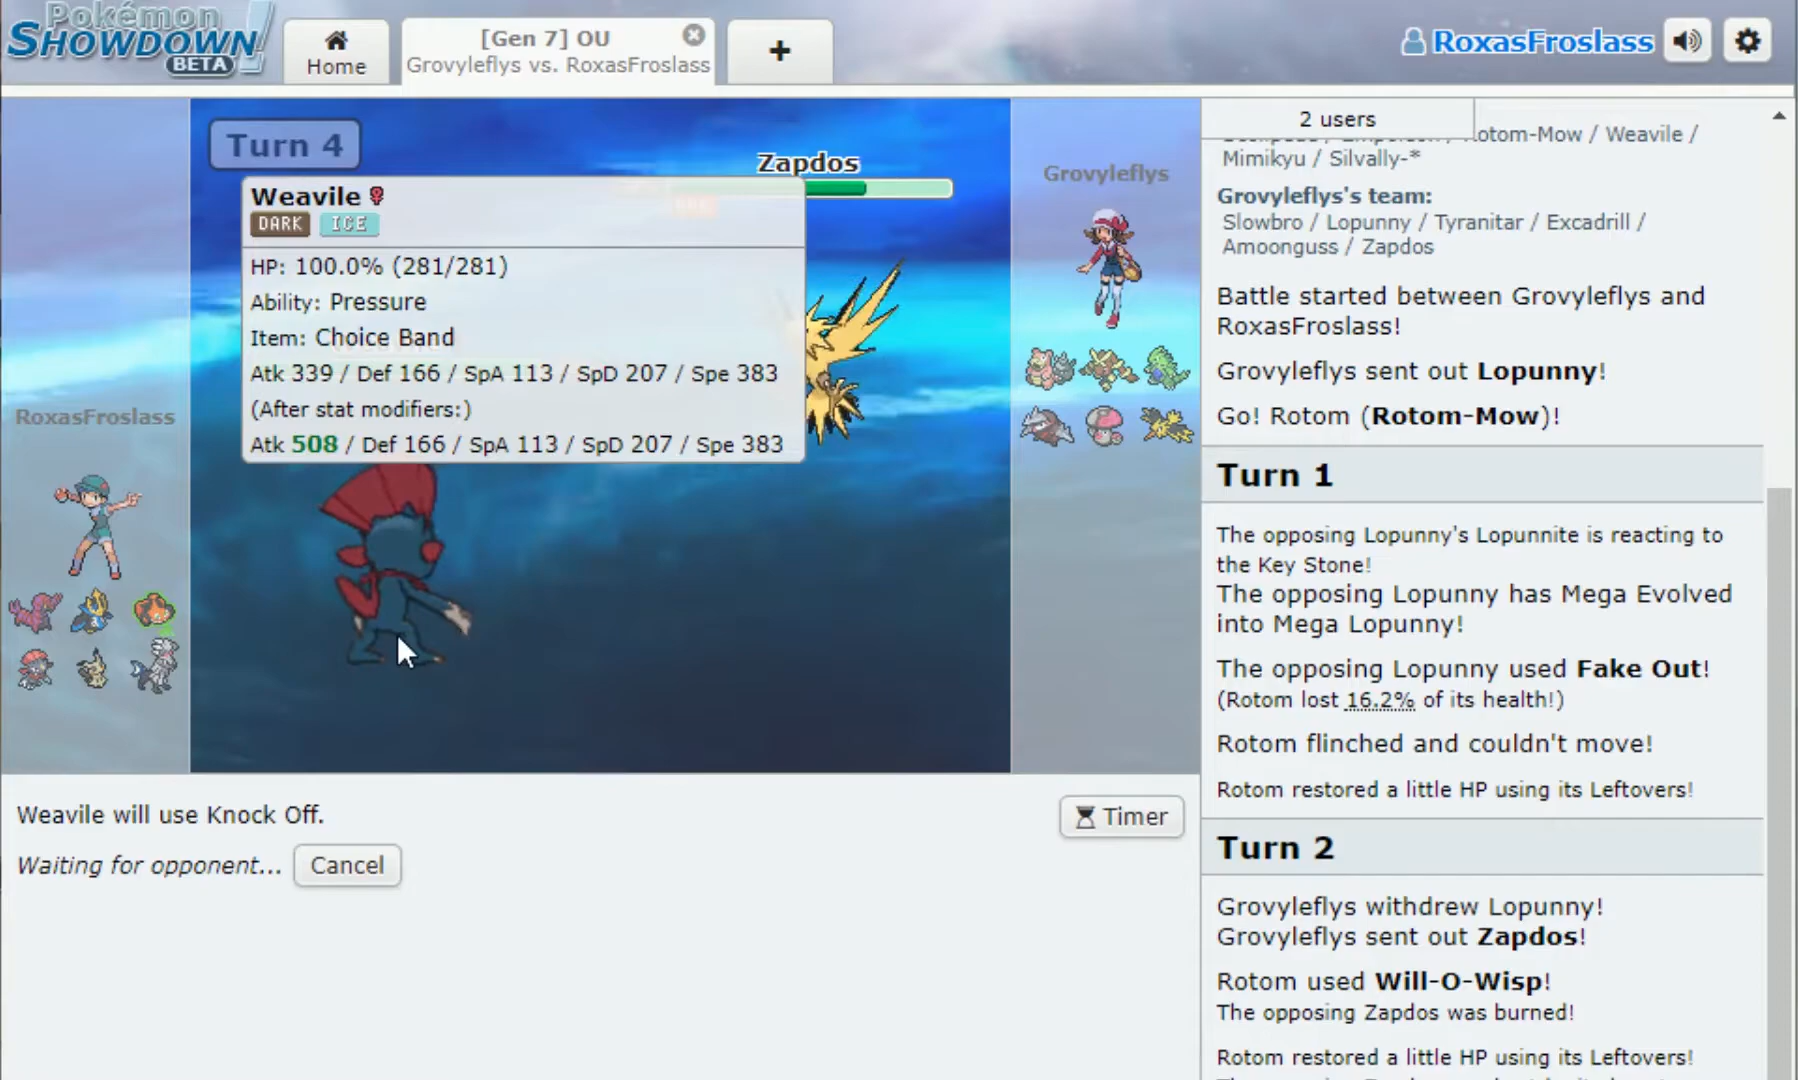 Pokémon
SHOWDOWN!
BETA
Home
[Gen 7] OU
Grovyleflys vs. RoxasFroslass
+
RoxasFroslass
Turn 4
Zapdos
Weavile ♀
DARK ICE
HP: 100.0% (281/281)
Ability: Pressure
Item: Choice Band
Atk 339 / Def 166 / SpA 113 / SpD 207 / Spe 383
(After stat modifiers:)
Atk 508 / Def 166 / SpA 113 / SpD 207 / Spe 383
RoxasFroslass
Grovyleflys
Weavile will use Knock Off.
Waiting for opponent... Cancel
Timer
2 users
/ Weavile /
Mimikyu / Silvally-*
Grovyleflys's team:
Slowbro / Lopunny / Tyranitar / Excadrill /
Amoonguss / Zapdos
Battle started between Grovyleflys and
RoxasFroslass!
Grovyleflys sent out Lopunny!
Go! Rotom (Rotom-Mow)!
Turn 1
The opposing Lopunny's Lopunnite is reacting to
the Key Stone!
The opposing Lopunny has Mega Evolved
into Mega Lopunny!
The opposing Lopunny used Fake Out!
(Rotom lost 16.2% of its health!)
Rotom flinched and couldn't move!
Rotom restored a little HP using its Leftovers!
Turn 2
Grovyleflys withdrew Lopunny!
Grovyleflys sent out Zapdos!
Rotom used Will-O-Wisp!
The opposing Zapdos was burned!
Rotom restored a little HP using its Leftovers!